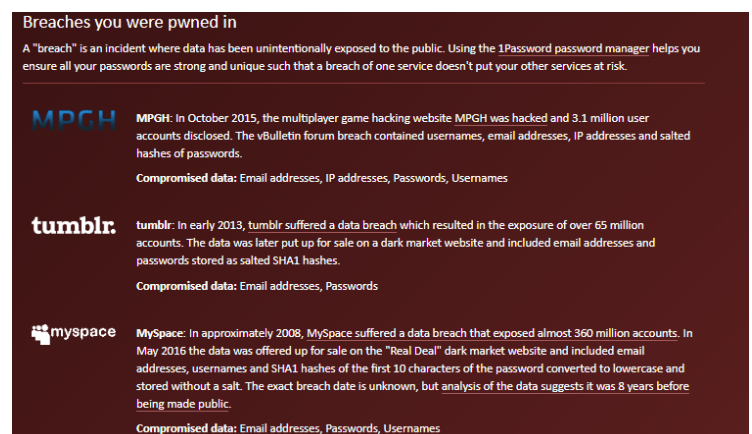 Breaches you were pwned in
A "breach" is an incident where data has been unintentionally exposed to the public. Using the 1Password password manager helps you
ensure all your passwords are strong and unique such that a breach of one service doesn't put your other services at risk.
MPGH
MPGH: In October 2015, the multiplayer game hacking website MPGH was hacked and 3.1 million user
accounts disclosed. The vBulletin forum breach contained usernames, email addresses, IP addresses and salted
hashes of passwords.
Compromised data: Email addresses, IP addresses, Passwords, Usernames
tumblr.
tumblr: In early 2013, tumblr suffered a data breach which resulted in the exposure of over 65 million
accounts. The data was later put up for sale on a dark market website and included email addresses and
passwords stored as salted SHA1 hashes.
Compromised data: Email addresses, Passwords
myspace
MySpace: In approximately 2008, MySpace suffered a data breach that exposed almost 360 million accounts. In
May 2016 the data was offered up for sale on the "Real Deal" dark market website and included email
addresses, usernames and SHA1 hashes of the first 10 characters of the password converted to lowercase and
stored without a salt. The exact breach date is unknown, but analysis of the data suggests it was 8 years before
being made public.
Compromised data: Email addresses, Passwords, Usernames